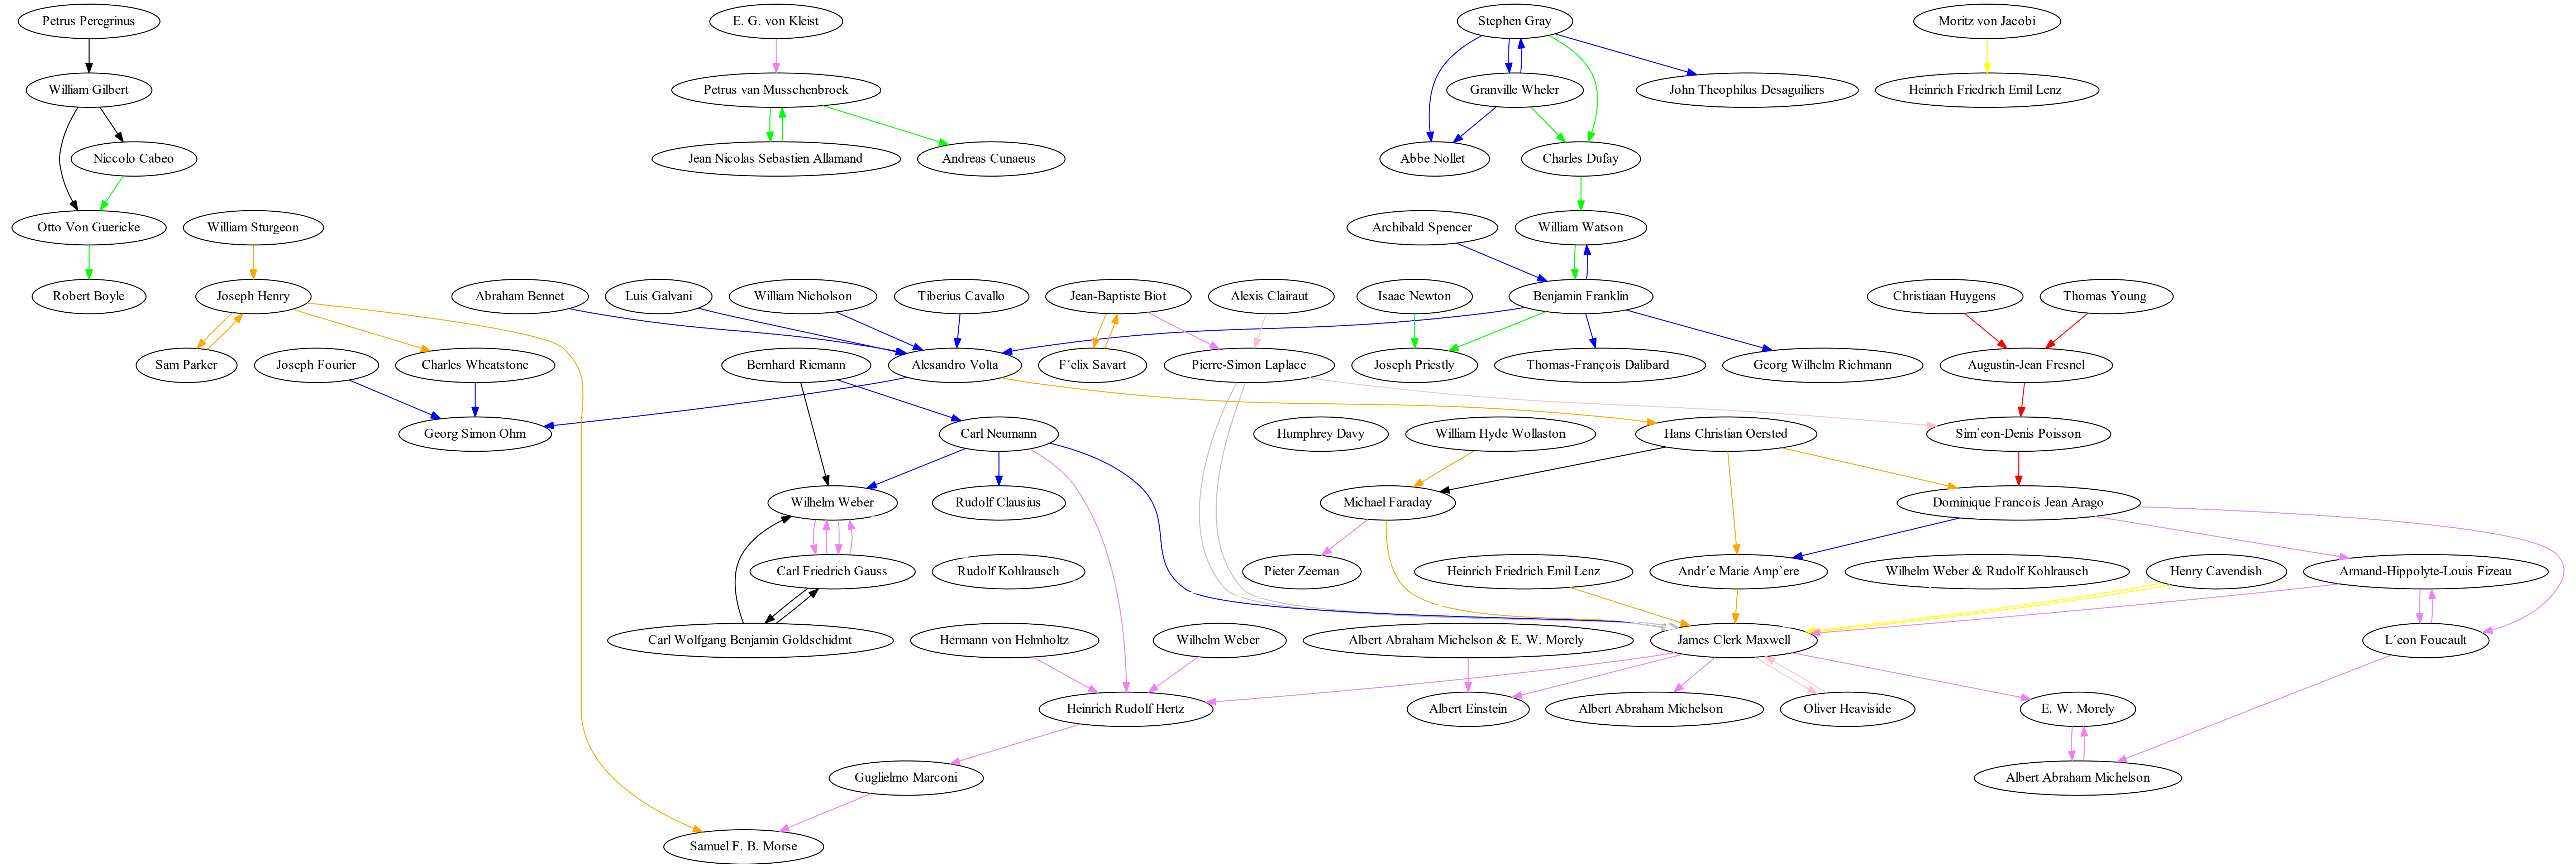 Petrus Peregrinus
E. G. von Kleist
Stephen Gray
Moritz von Jacobi
William Gilbert
Petrus van Musschenbroek
Granville Wheler
John Theophilus Desaguiliers
Heinrich Friedrich Emil Lenz
Niccolo Cabeo
Jean Nicolas Sebastien Allamand
Andreas Cunaeus
Abbe Nollet
Charles Dufay
Otto Von Guericke
William Sturgeon
Archibald Spencer
William Watson
Robert Boyle
Joseph Henry
Abraham Bennet
Luis Galvani
William Nicholson
Tiberius Cavallo
Jean-Baptiste Biot
Alexis Clairaut
Isaac Newton
Benjamin Franklin
Christiaan Huygens
Thomas Young
Sam Parker
Joseph Fourier
Charles Wheatstone
Bernhard Riemann
Alesandro Volta
F´elix Savart
Pierre-Simon Laplace
Joseph Priestly
Thomas-François Dalibard
Georg Wilhelm Richmann
Augustin-Jean Fresnel
Georg Simon Ohm
Carl Neumann
Humphrey Davy
William Hyde Wollaston
Hans Christian Oersted
Sim`eon-Denis Poisson
Wilhelm Weber
Rudolf Clausius
Michael Faraday
Dominique Francois Jean Arago
Carl Friedrich Gauss
Rudolf Kohlrausch
Pieter Zeeman
Heinrich Friedrich Emil Lenz
Andr´e Marie Amp`ere
Wilhelm Weber & Rudolf Kohlrausch
Henry Cavendish
Armand-Hippolyte-Louis Fizeau
Carl Wolfgang Benjamin Goldschidmt
Hermann von Helmholtz
Wilhelm Weber
Albert Abraham Michelson & E. W. Morely
James Clerk Maxwell
L´eon Foucault
Heinrich Rudolf Hertz
Albert Einstein
Albert Abraham Michelson
Oliver Heaviside
E. W. Morely
Guglielmo Marconi
Albert Abraham Michelson
Samuel F. B. Morse